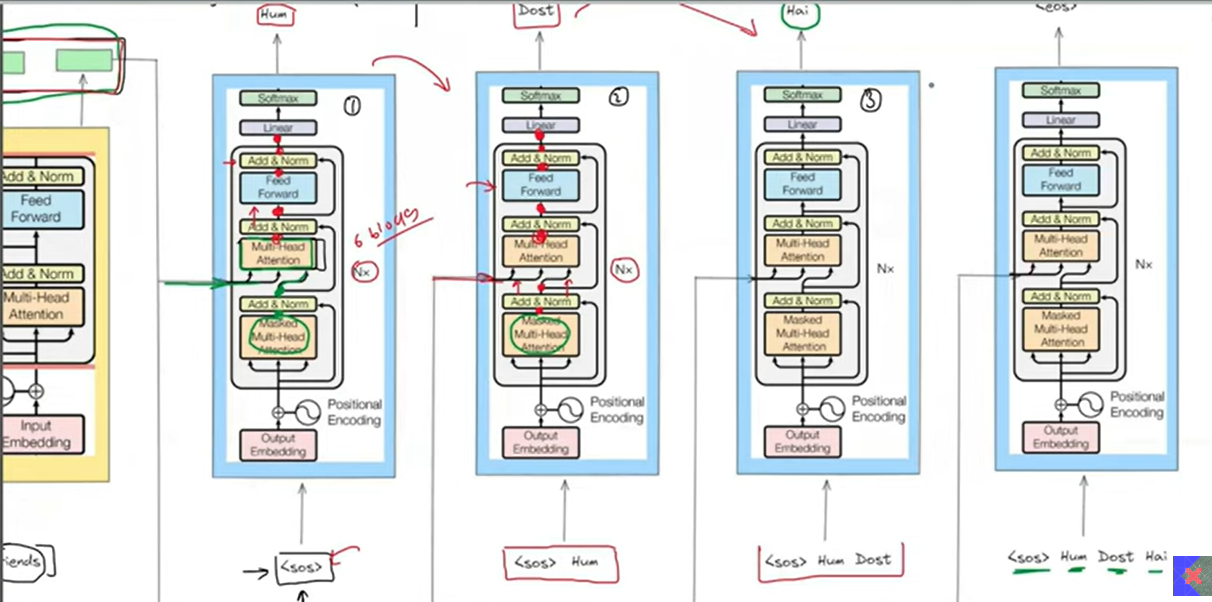 Hum
Dost
Hai
<eos>
Add & Norm
Feed
Forward
Add & Norm
Multi-Head
Attention
Input
Embedding
iends
Softmax
①
Linear
Add & Norm
Feed
Forward
Add & Norm
Multi-Head
Attention
6 blocks
Nx
Add & Norm
Masked
Multi-Head
Attention
Positional
Encoding
Output
Embedding
<sos>
Softmax
②
Linear
Add & Norm
Feed
Forward
Add & Norm
Multi-Head
Attention
Nx
Add & Norm
Masked
Multi-Head
Attention
Positional
Encoding
Output
Embedding
<sos> Hum
Softmax
③
Linear
Add & Norm
Feed
Forward
Add & Norm
Multi-Head
Attention
Nx
Add & Norm
Masked
Multi-Head
Attention
Positional
Encoding
Output
Embedding
<sos> Hum Dost
Softmax
Linear
Add & Norm
Feed
Forward
Add & Norm
Multi-Head
Attention
Nx
Add & Norm
Masked
Multi-Head
Attention
Positional
Encoding
Output
Embedding
<sos> Hum Dost Hai